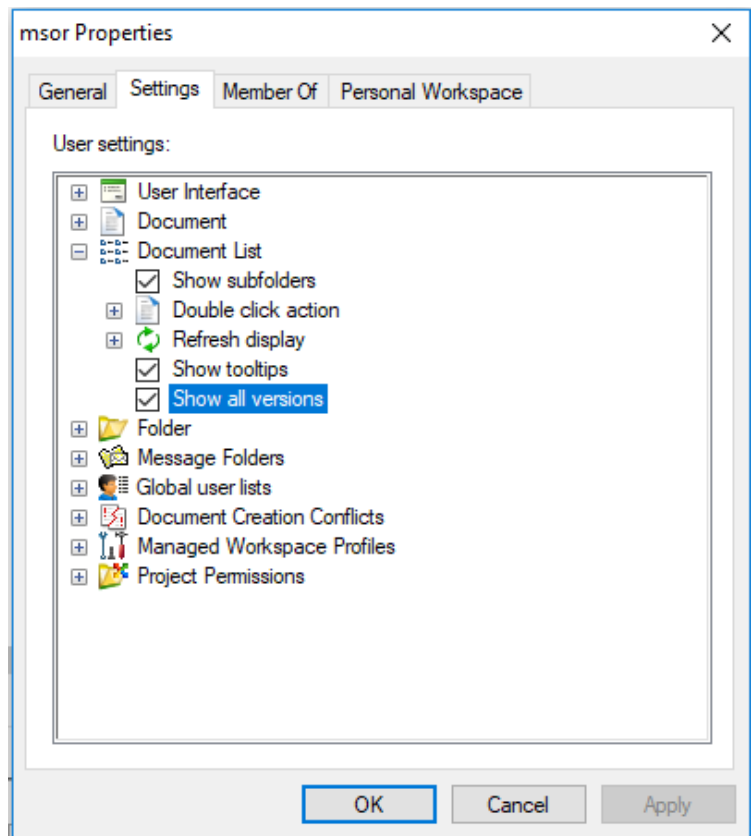 msor Properties
General Settings Member Of Personal Workspace
User settings:
User Interface
Document
Document List
Show subfolders
Double click action
Refresh display
Show tooltips
Show all versions
Folder
Message Folders
Global user lists
Document Creation Conflicts
Managed Workspace Profiles
Project Permissions
OK Cancel Apply